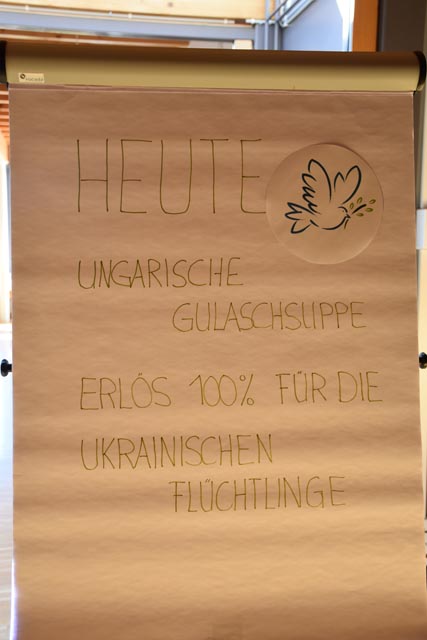 HEUTE
UNGARISCHE
GULASCHSUPPE
ERLÖS 100% FÜR DIE
UKRAINISCHEN
FLÜCHTLINGE